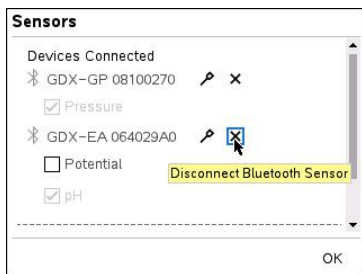 Sensors
Devices Connected
GDX-GP 08100270
Pressure
GDX-EA 064029A0
Potential
Disconnect Bluetooth Sensor
pH
OK